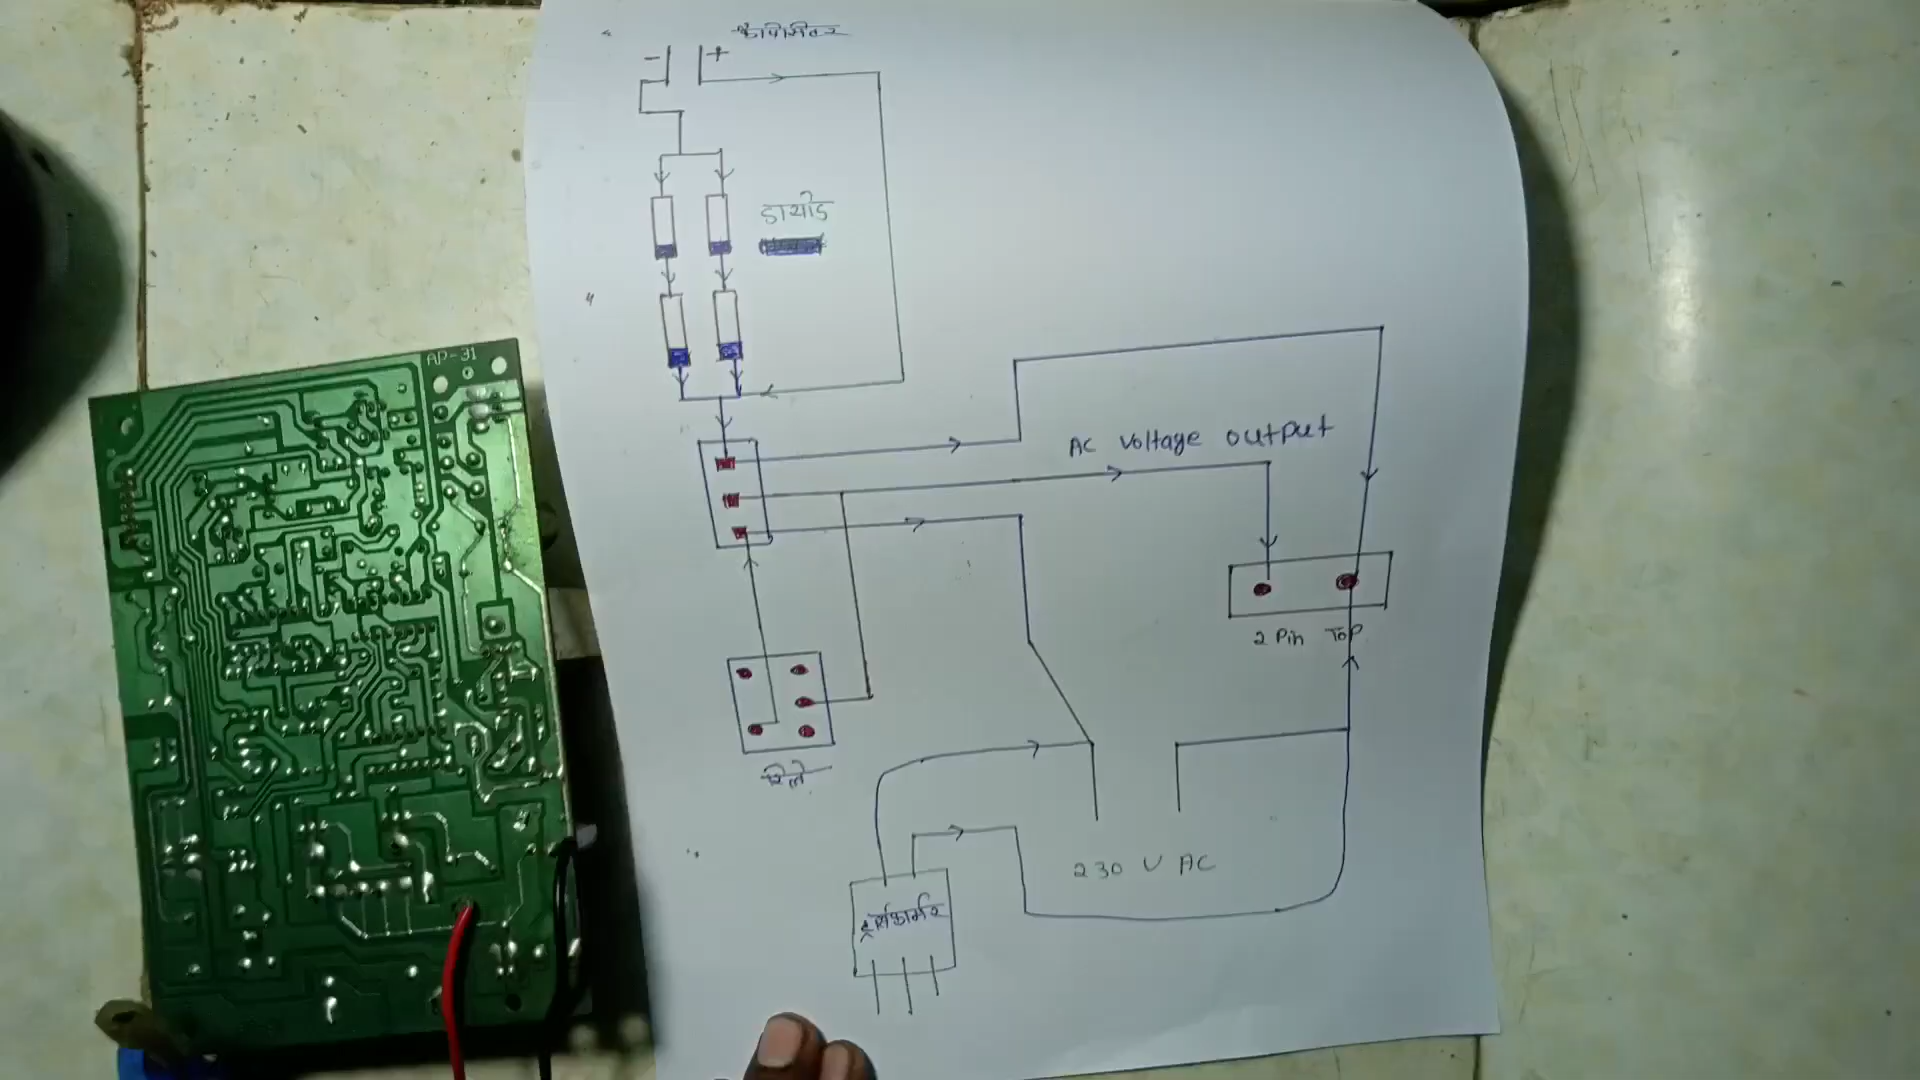 कैपीसिटर
- +
डायोड
AP-31
AC Voltage output
2 Pin Top
रिले
230 V AC
ट्रांसफार्मर